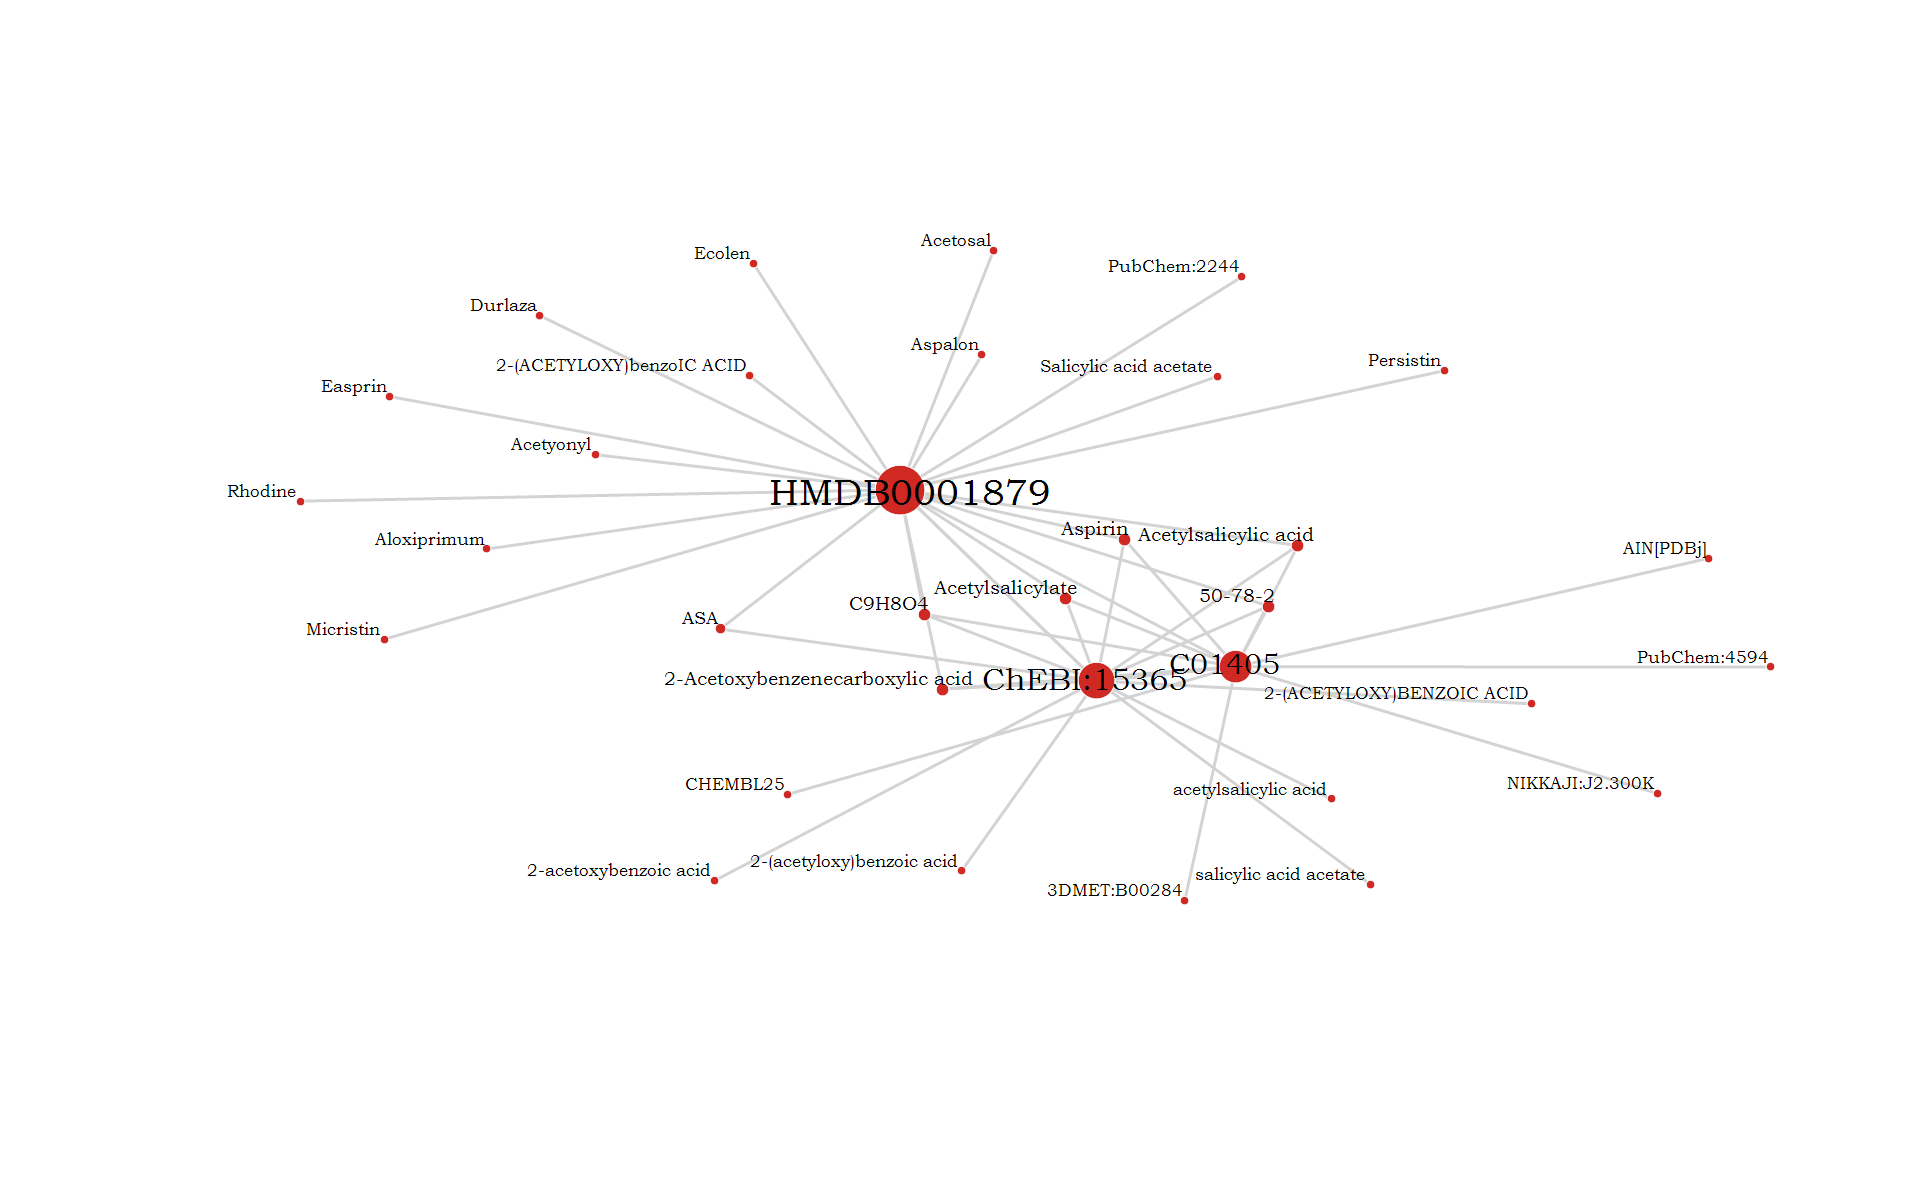 Acetosal
Ecolen
PubChem:2244
Durlaza
Aspalon
Persistin
2-(ACETYLOXY)benzoIC ACID
Salicylic acid acetate
Easprin
Acetyonyl
Rhodine
HMDB0001879
Aspirin
Acetylsalicylic acid
Aloxiprimum
AIN[PDBj]
Acetylsalicylate
50-78-2
C9H8O4
ASA
Micristin
PubChem:4594
C01405
2-Acetoxybenzenecarboxylic acid
ChEBI:15365
2-(ACETYLOXY)BENZOIC ACID
CHEMBL25
NIKKAJI:J2.300K
acetylsalicylic acid
2-(acetyloxy)benzoic acid
2-acetoxybenzoic acid
salicylic acid acetate
3DMET:B00284